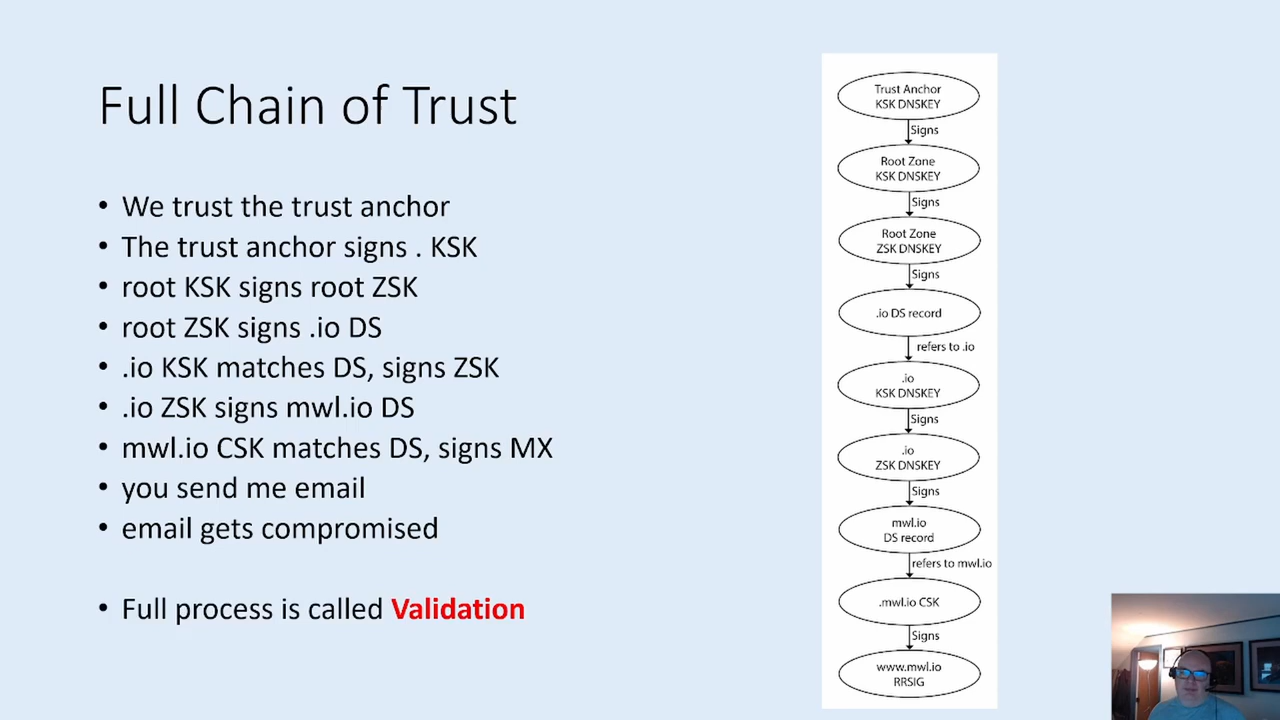 Full Chain of Trust
• We trust the trust anchor
• The trust anchor signs . KSK
• root KSK signs root ZSK
• root ZSK signs .io DS
• .io KSK matches DS, signs ZSK
• .io ZSK signs mwl.io DS
• mwl.io CSK matches DS, signs MX
• you send me email
• email gets compromised
• Full process is called Validation
Trust Anchor
KSK DNSKEY
Signs
Root Zone
KSK DNSKEY
Signs
Root Zone
ZSK DNSKEY
Signs
.io DS record
refers to .io
.io
KSK DNSKEY
Signs
.io
ZSK DNSKEY
Signs
mwl.io
DS record
refers to mwl.io
.mwl.io CSK
Signs
www.mwl.io
RRSIG